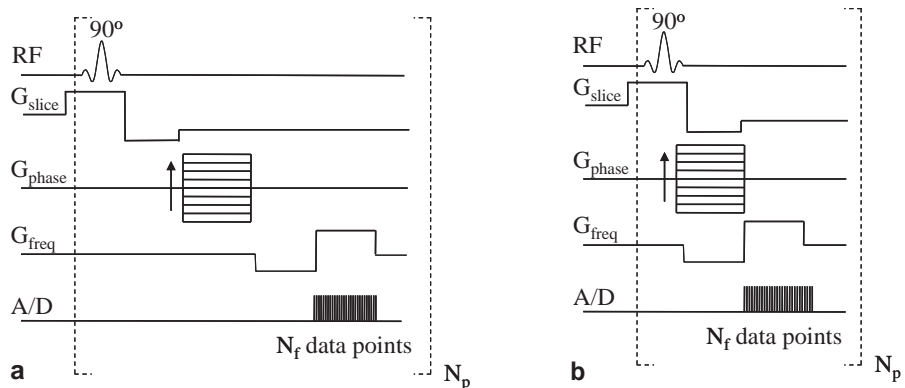 90º
RF
G_slice
G_phase
G_freq
A/D
N_f data points
N_p
a
90º
RF
G_slice
G_phase
G_freq
A/D
N_f data points
N_p
b